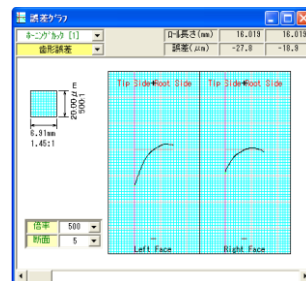 誤差グラフ
ホーニングカッタ [1]
歯形誤差
ロール長さ(mm) 16.019 16.019
誤差(μm) -27.8 -18.9
Tip Side Root Side Tip Side Root Side
20.00μm
500:1
6.91mm
1.45:1
倍率 500
断面 5
Left Face Right Face